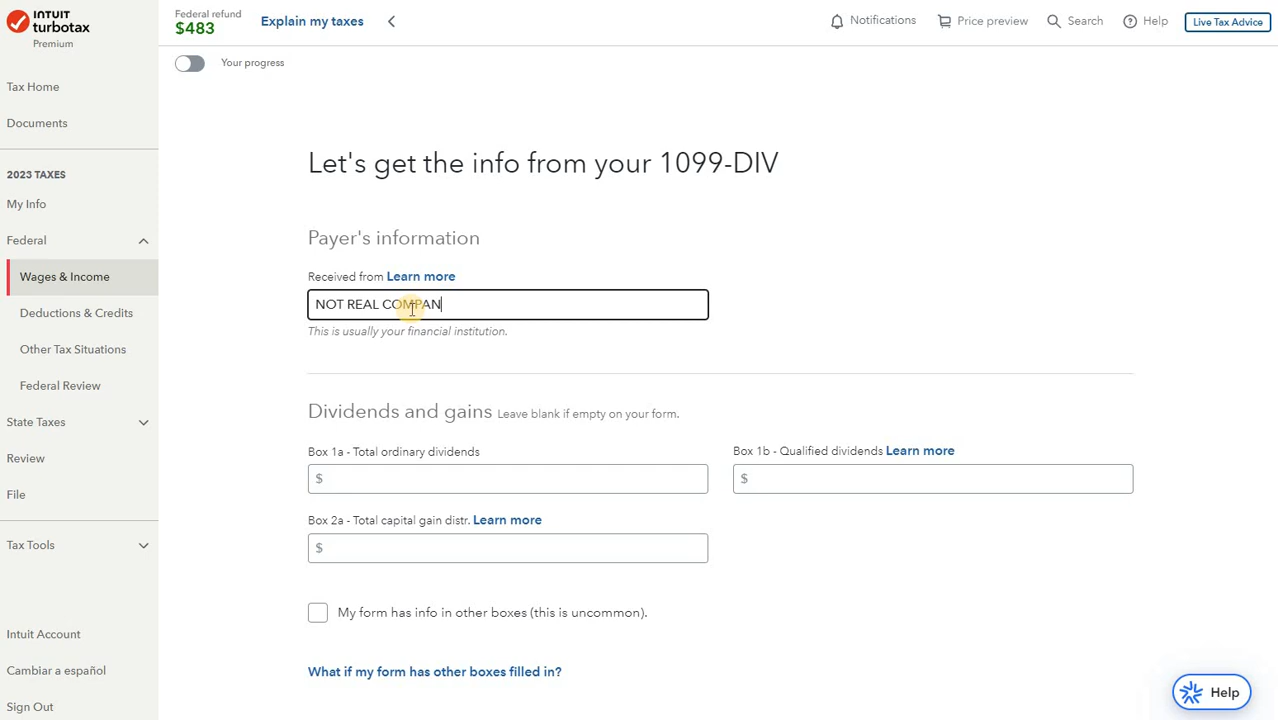 INTUIT
turbotax
Premium
Federal refund
$483
Explain my taxes
Notifications
Price preview
Search
Help
Live Tax Advice
Your progress
Tax Home
Documents
2023 TAXES
My Info
Federal
Wages & Income
Deductions & Credits
Other Tax Situations
Federal Review
State Taxes
Review
File
Tax Tools
Intuit Account
Cambiar a español
Sign Out
Let's get the info from your 1099-DIV
Payer's information
Received from Learn more
NOT REAL COMPAN
This is usually your financial institution.
Dividends and gains Leave blank if empty on your form.
Box 1a - Total ordinary dividends
$
Box 1b - Qualified dividends Learn more
$
Box 2a - Total capital gain distr. Learn more
$
My form has info in other boxes (this is uncommon).
What if my form has other boxes filled in?
Help